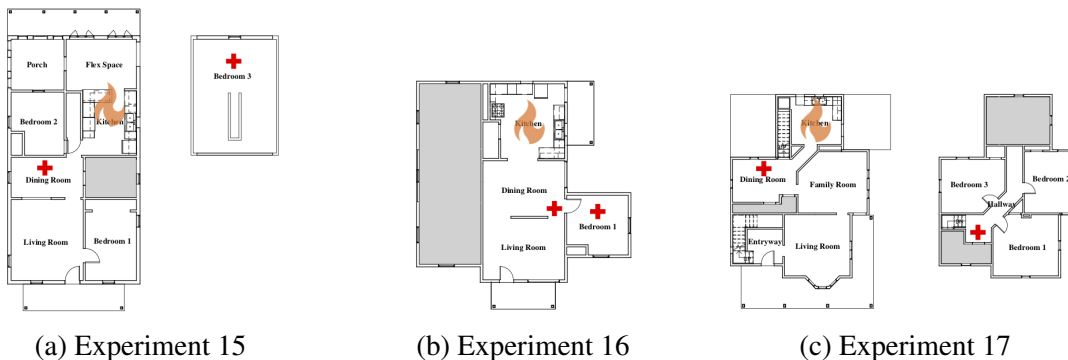 Porch
Flex Space
Bedroom 2
Kitchen
Dining Room
Living Room
Bedroom 1
Bedroom 3
(a) Experiment 15
Kitchen
Dining Room
Living Room
Bedroom 1
(b) Experiment 16
Kitchen
Dining Room
Family Room
Entryway
Living Room
Bedroom 3
Bedroom 2
Hallway
Bedroom 1
(c) Experiment 17